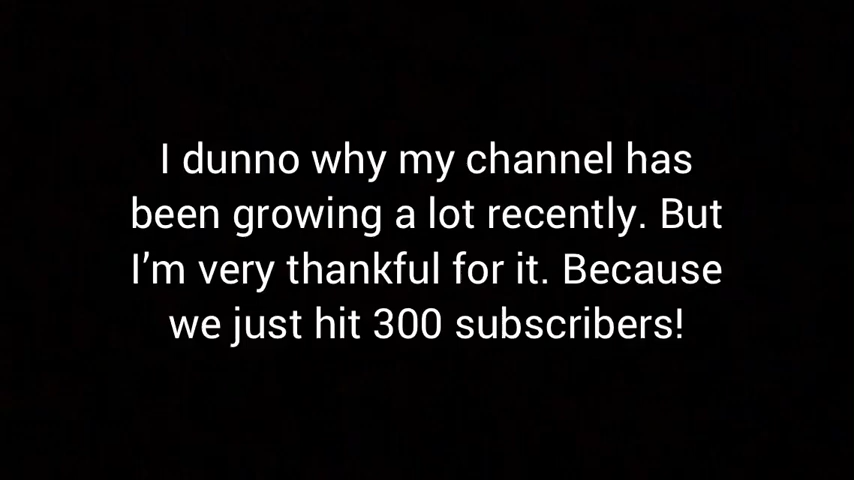 I dunno why my channel has
been growing a lot recently. But
I’m very thankful for it. Because
we just hit 300 subscribers!